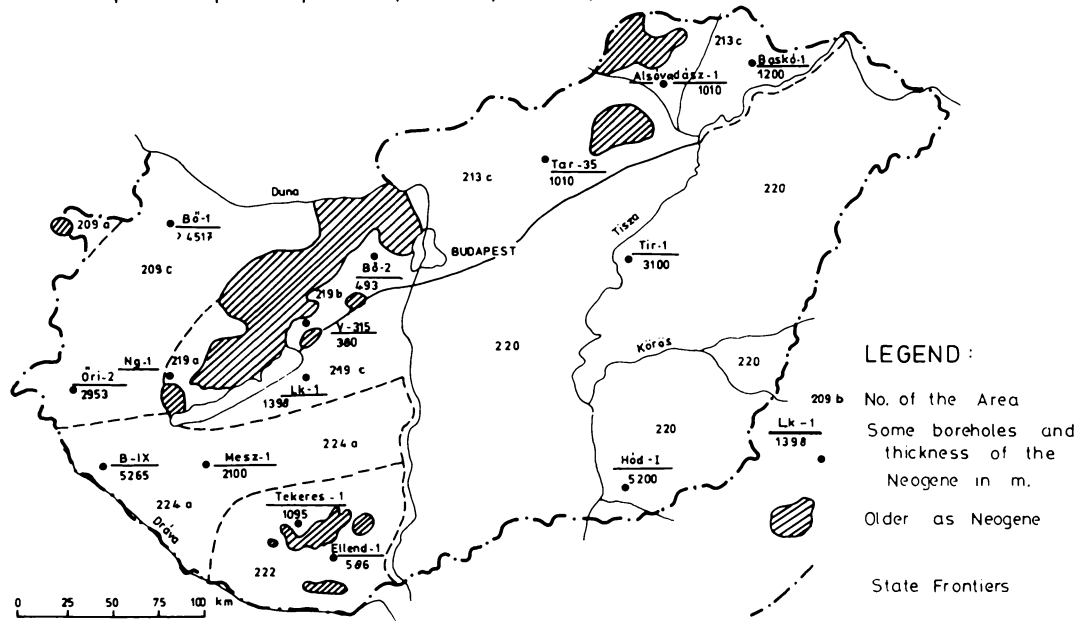 213 c
Baskó-1
1200
Alsóvadász-1
1010
Tar-35
1010
213 c
Duna
220
209 a
Bő-1
> 4517
Tisza
BUDAPEST
Tir-1
3100
Bő-2
493
209 c
219 b
V-315
380
Körös
220
220
LEGEND :
Ng-1
219 a
Őri-2
2953
219 c
Lk-1
1398
209 b
No. of the Area
Lk-1
1398
Some boreholes and
thickness of the
Neogene in m.
224 a
220
B-IX
5265
Mesz-1
2100
Hód-I
5200
224 a
Tekeres-1
1095
Older as Neogene
Dráva
Ellend-1
586
222
State Frontiers
0 25 50 75 100 km